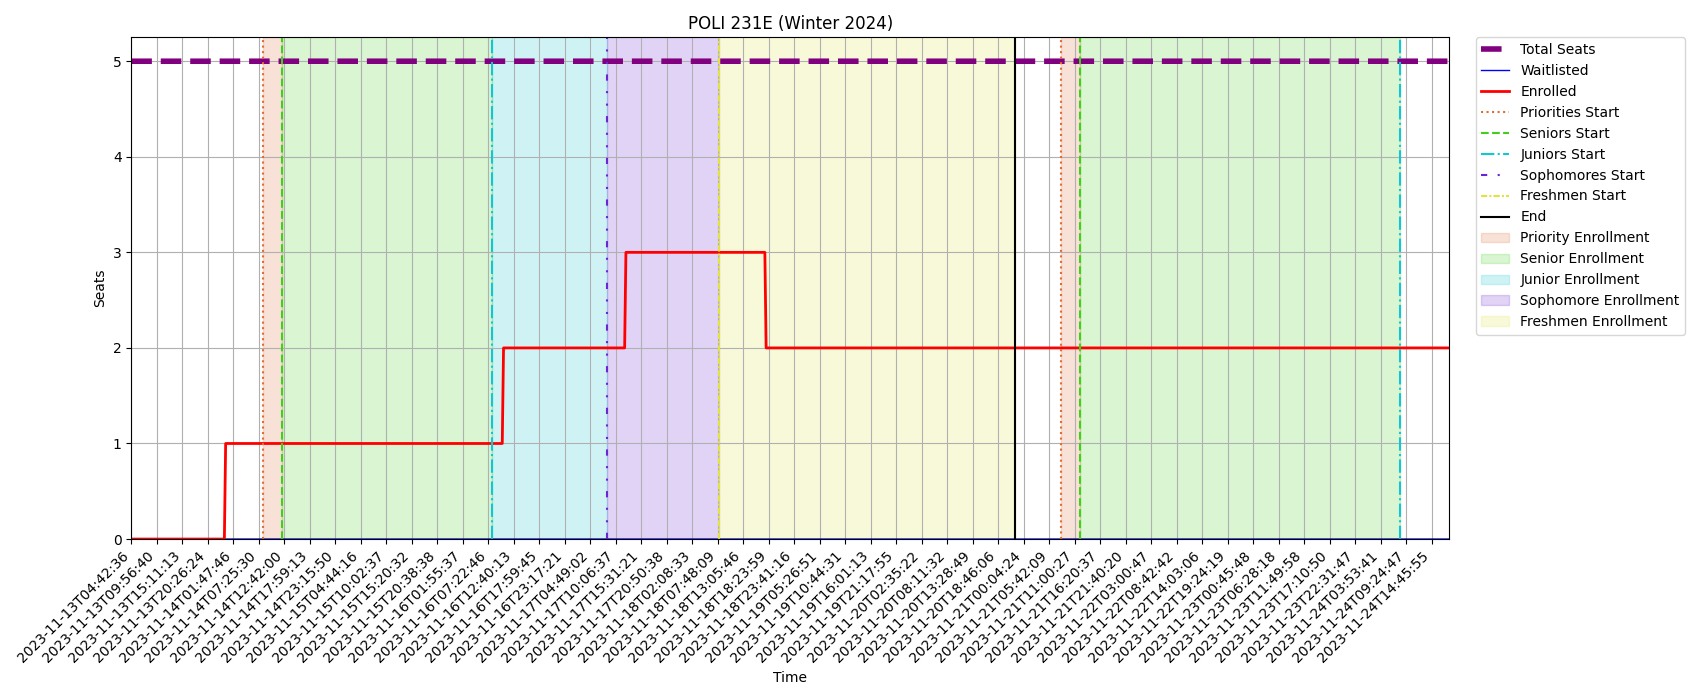 POLI 231E (Winter 2024)
Seats
5
4
3
2
1
0
2023-11-13T04:42:36
2023-11-13T09:56:40
2023-11-13T15:11:13
2023-11-13T20:26:24
2023-11-14T01:47:46
2023-11-14T07:25:30
2023-11-14T12:42:00
2023-11-14T17:59:13
2023-11-14T23:15:50
2023-11-15T04:44:16
2023-11-15T10:02:37
2023-11-15T15:20:32
2023-11-15T20:38:38
2023-11-16T01:55:37
2023-11-16T07:22:46
2023-11-16T12:40:13
2023-11-16T17:59:45
2023-11-16T23:17:21
2023-11-17T04:49:02
2023-11-17T10:06:37
2023-11-17T15:31:21
2023-11-17T20:50:38
2023-11-18T02:08:33
2023-11-18T07:48:09
2023-11-18T13:05:46
2023-11-18T18:23:59
2023-11-18T23:41:16
2023-11-19T05:26:51
2023-11-19T10:44:31
2023-11-19T16:01:13
2023-11-19T21:17:55
2023-11-20T02:35:22
2023-11-20T08:11:32
2023-11-20T13:28:49
2023-11-20T18:46:06
2023-11-21T00:04:24
2023-11-21T05:42:09
2023-11-21T11:00:27
2023-11-21T16:20:37
2023-11-21T21:40:20
2023-11-22T03:00:47
2023-11-22T08:42:42
2023-11-22T14:03:06
2023-11-22T19:24:19
2023-11-23T00:45:48
2023-11-23T06:28:18
2023-11-23T11:49:58
2023-11-23T17:10:50
2023-11-23T22:31:47
2023-11-24T03:53:41
2023-11-24T09:24:47
2023-11-24T14:45:55
Time
Total Seats
Waitlisted
Enrolled
Priorities Start
Seniors Start
Juniors Start
Sophomores Start
Freshmen Start
End
Priority Enrollment
Senior Enrollment
Junior Enrollment
Sophomore Enrollment
Freshmen Enrollment